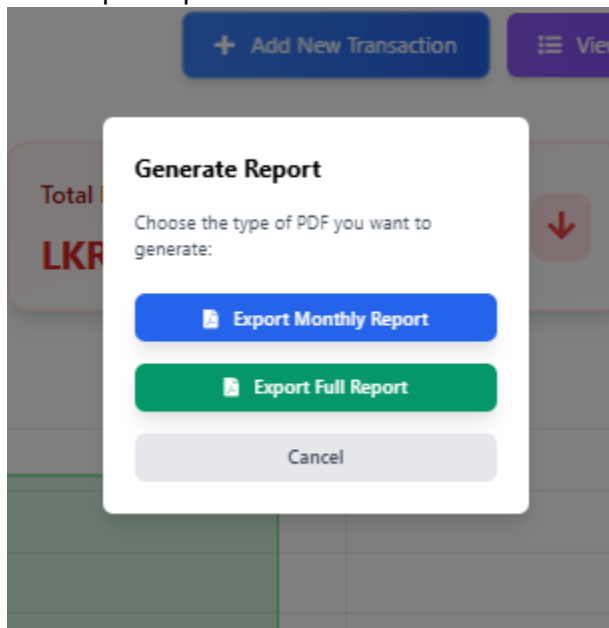 + Add New Transaction
Vie
Generate Report
Total
Choose the type of PDF you want to
generate:
LKR
Export Monthly Report
Export Full Report
Cancel